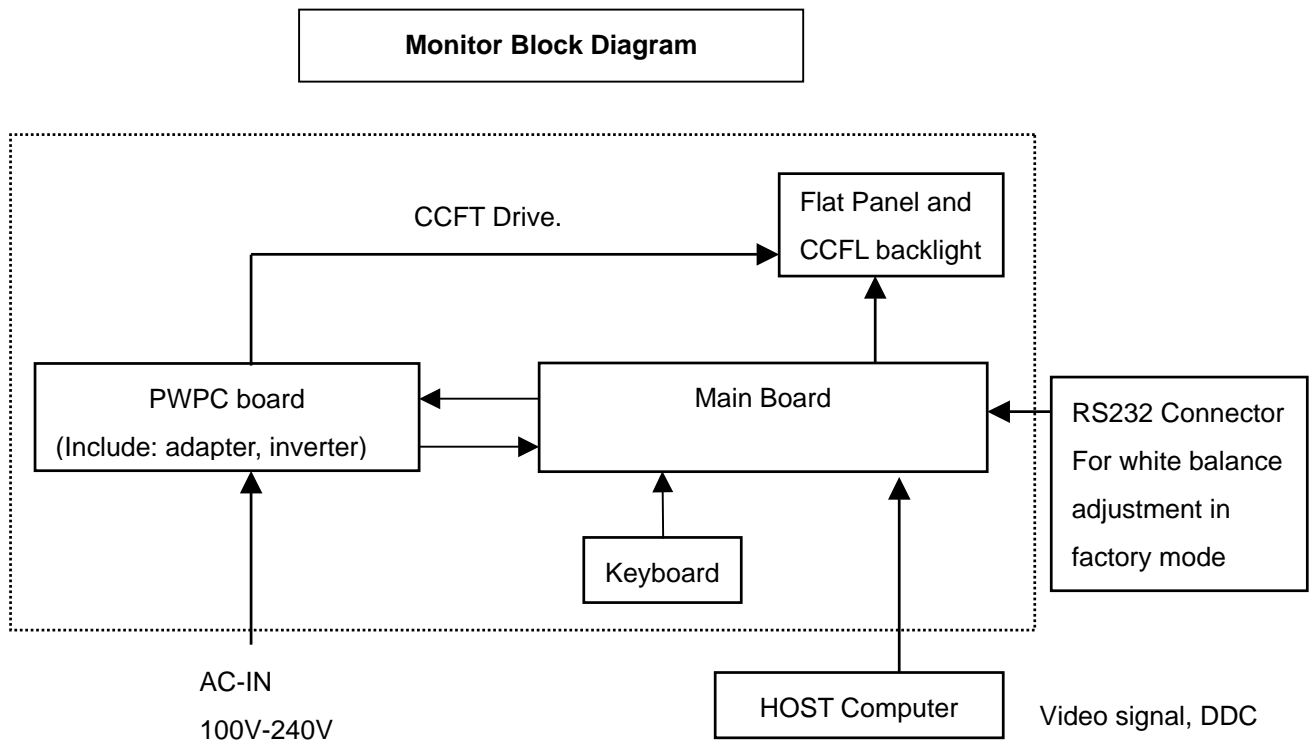 Monitor Block Diagram
CCFT Drive.
Flat Panel and
CCFL backlight
PWPC board
(Include: adapter, inverter)
Main Board
RS232 Connector
For white balance
adjustment in
factory mode
Keyboard
AC-IN
100V-240V
HOST Computer
Video signal, DDC